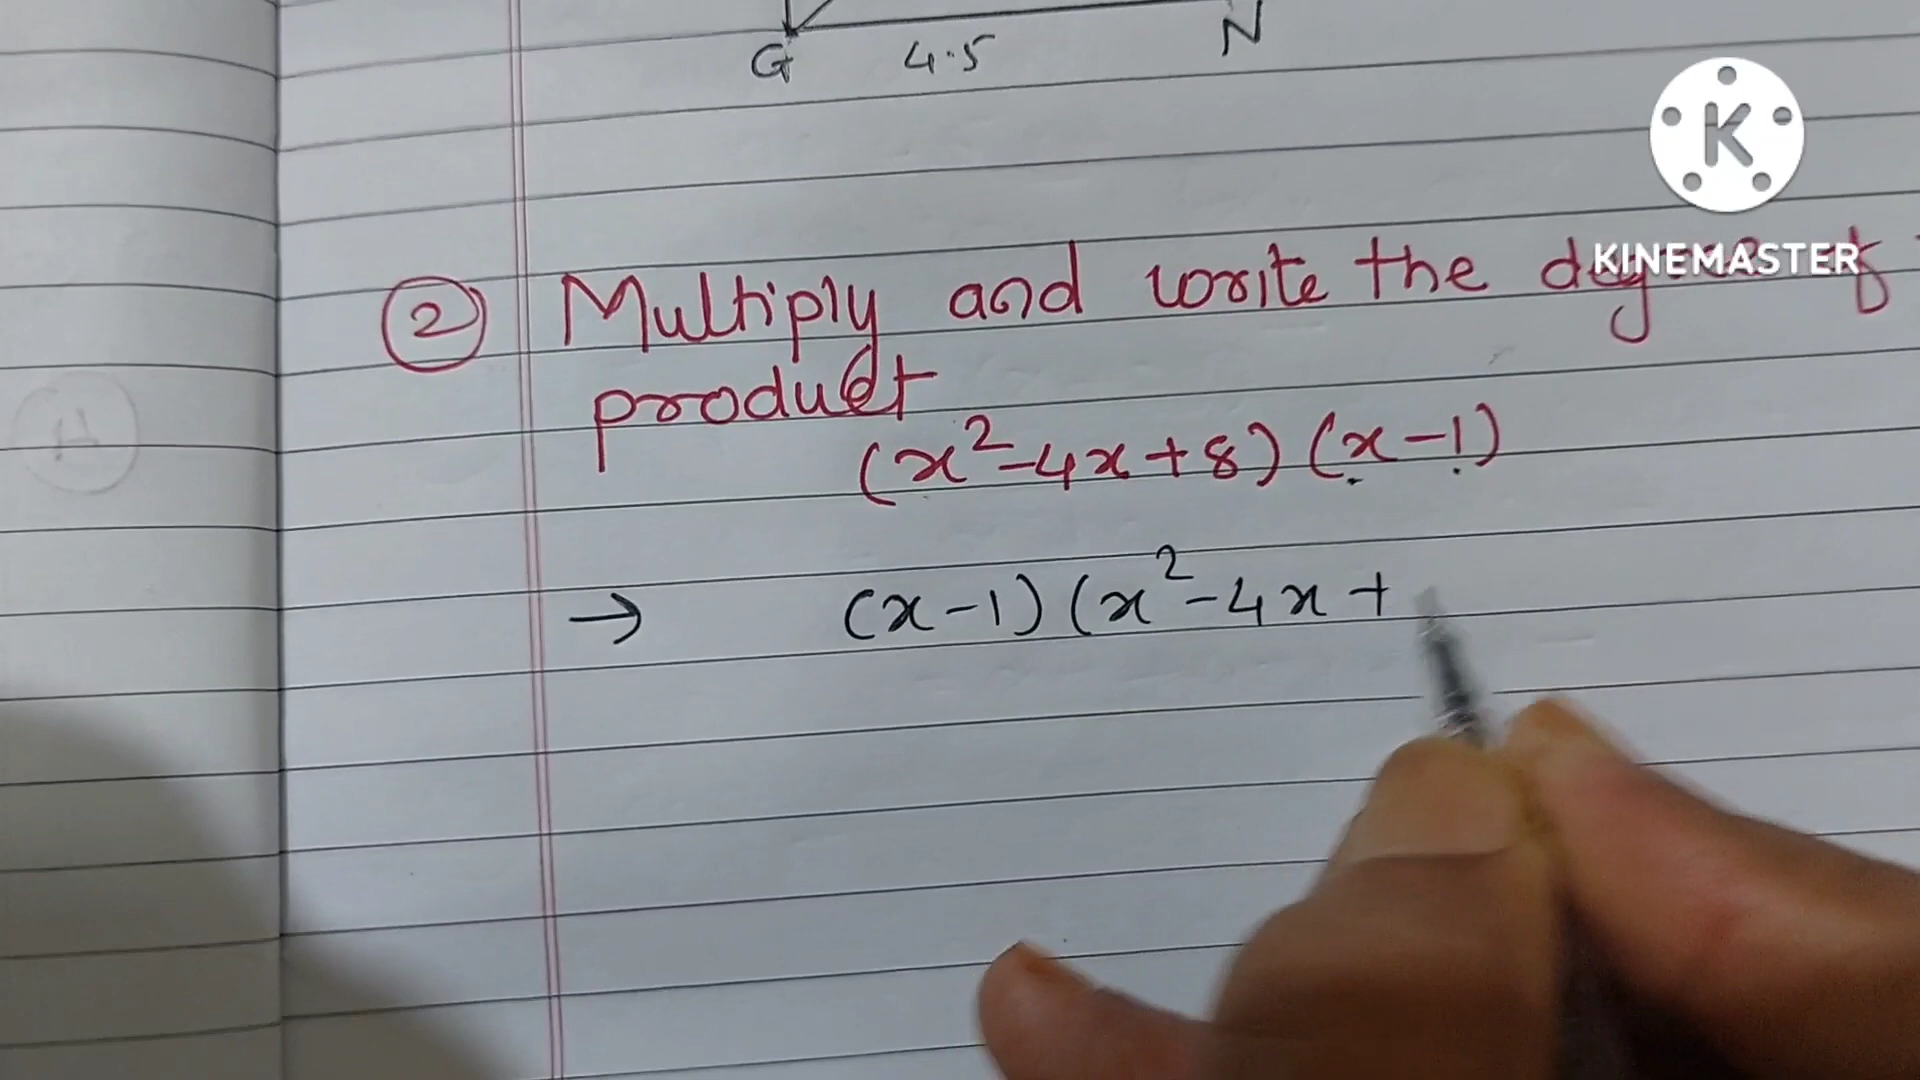 G 4.5 N
K
KINEMASTER
② Multiply and write the degree of
product
(x²-4x+8) (x-1)
→ (x-1) (x²-4x+